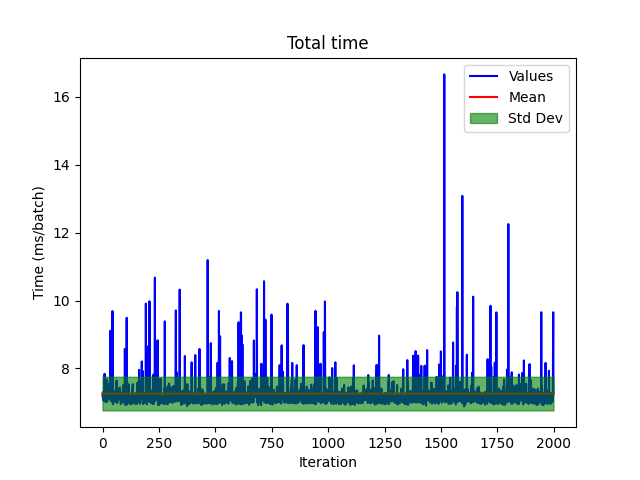 Total time
Values
Mean
Std Dev
Time (ms/batch)
16
14
12
10
8
0 250 500 750 1000 1250 1500 1750 2000
Iteration